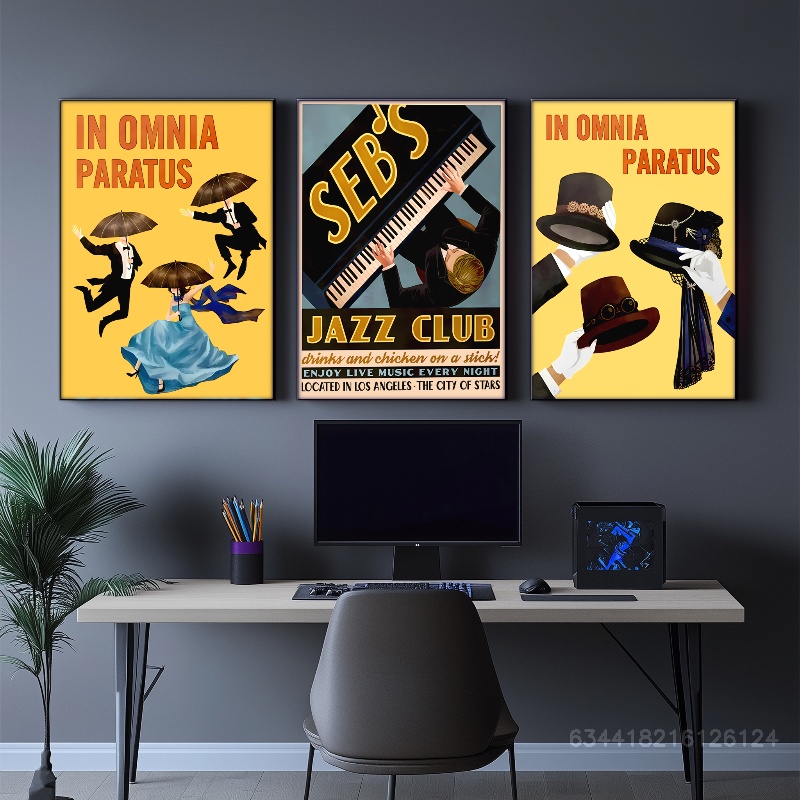 IN OMNIA
PARATUS
SEB'S
JAZZ CLUB
drinks and chicken on a stick!
ENJOY LIVE MUSIC EVERY NIGHT
LOCATED IN LOS ANGELES · THE CITY OF STARS
IN OMNIA
PARATUS
634418216126124